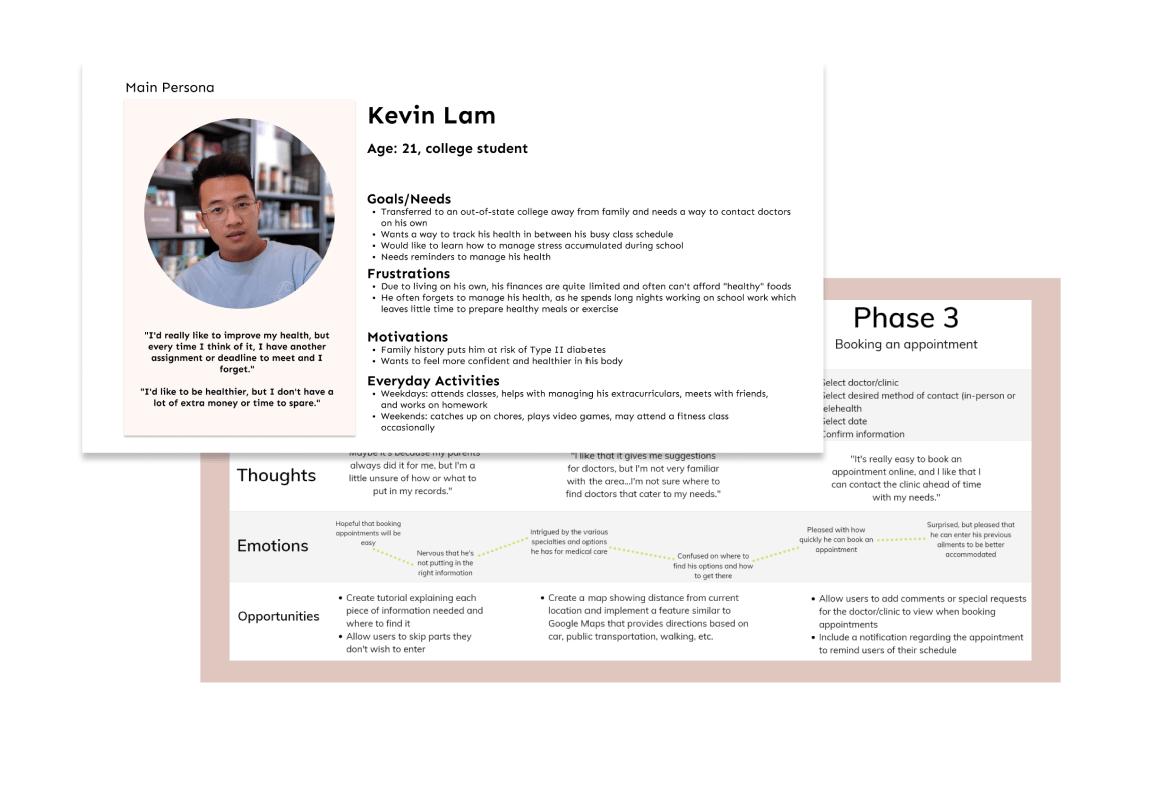 Main Persona
Kevin Lam
Age: 21, college student
Goals/Needs
• Transferred to an out-of-state college away from family and needs a way to contact doctors
on his own
• Wants a way to track his health in between his busy class schedule
• Would like to learn how to manage stress accumulated during school
• Needs reminders to manage his health
Frustrations
• Due to living on his own, his finances are quite limited and often can't afford "healthy" foods
• He often forgets to manage his health, as he spends long nights working on school work which
leaves little time to prepare healthy meals or exercise
Motivations
• Family history puts him at risk of Type II diabetes
• Wants to feel more confident and healthier in his body
Everyday Activities
• Weekdays: attends classes, helps with managing his extracurriculars, meets with friends,
and works on homework
• Weekends: catches up on chores, plays video games, may attend a fitness class
occasionally
"I'd really like to improve my health, but
every time I think of it, I have another
assignment or deadline to meet and I
forget."
"I'd like to be healthier, but I don't have a
lot of extra money or time to spare."
Phase 3
Booking an appointment
Select doctor/clinic
Select desired method of contact (in-person or
telehealth
Select date
Confirm information
Thoughts
Maybe it's because my parents
always did it for me, but I'm a
little unsure of how or what to
put in my records."
"I like that it gives me suggestions
for doctors, but I'm not very familiar
with the area...I'm not sure where to
find doctors that cater to my needs."
"It's really easy to book an
appointment online, and I like that I
can contact the clinic ahead of time
with my needs."
Emotions
Hopeful that booking
appointments will be
easy
Nervous that he's
not putting in the
right information
Intrigued by the various
specialties and options
he has for medical care
Confused on where to
find his options and how
to get there
Pleased with how
quickly he can book an
appointment
Surprised, but pleased that
he can enter his previous
ailments to be better
accommodated
Opportunities
• Create tutorial explaining each
piece of information needed and
where to find it
• Allow users to skip parts they
don't wish to enter
• Create a map showing distance from current
location and implement a feature similar to
Google Maps that provides directions based on
car, public transportation, walking, etc.
• Allow users to add comments or special requests
for the doctor/clinic to view when booking
appointments
• Include a notification regarding the appointment
to remind users of their schedule